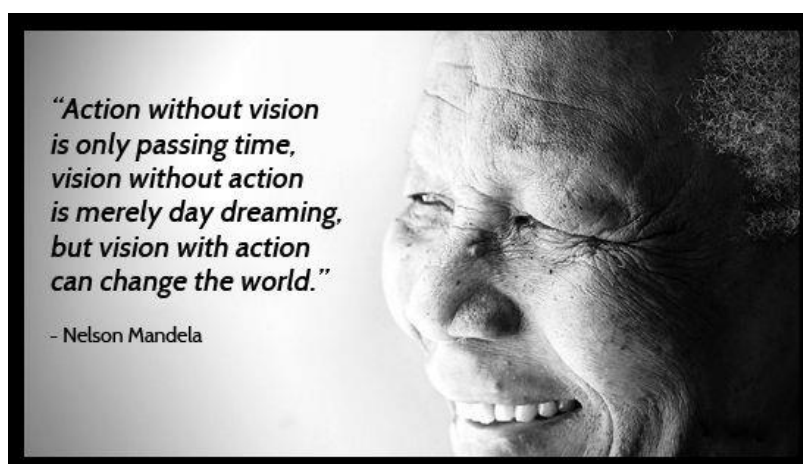 “Action without vision
is only passing time,
vision without action
is merely day dreaming,
but vision with action
can change the world.”
- Nelson Mandela